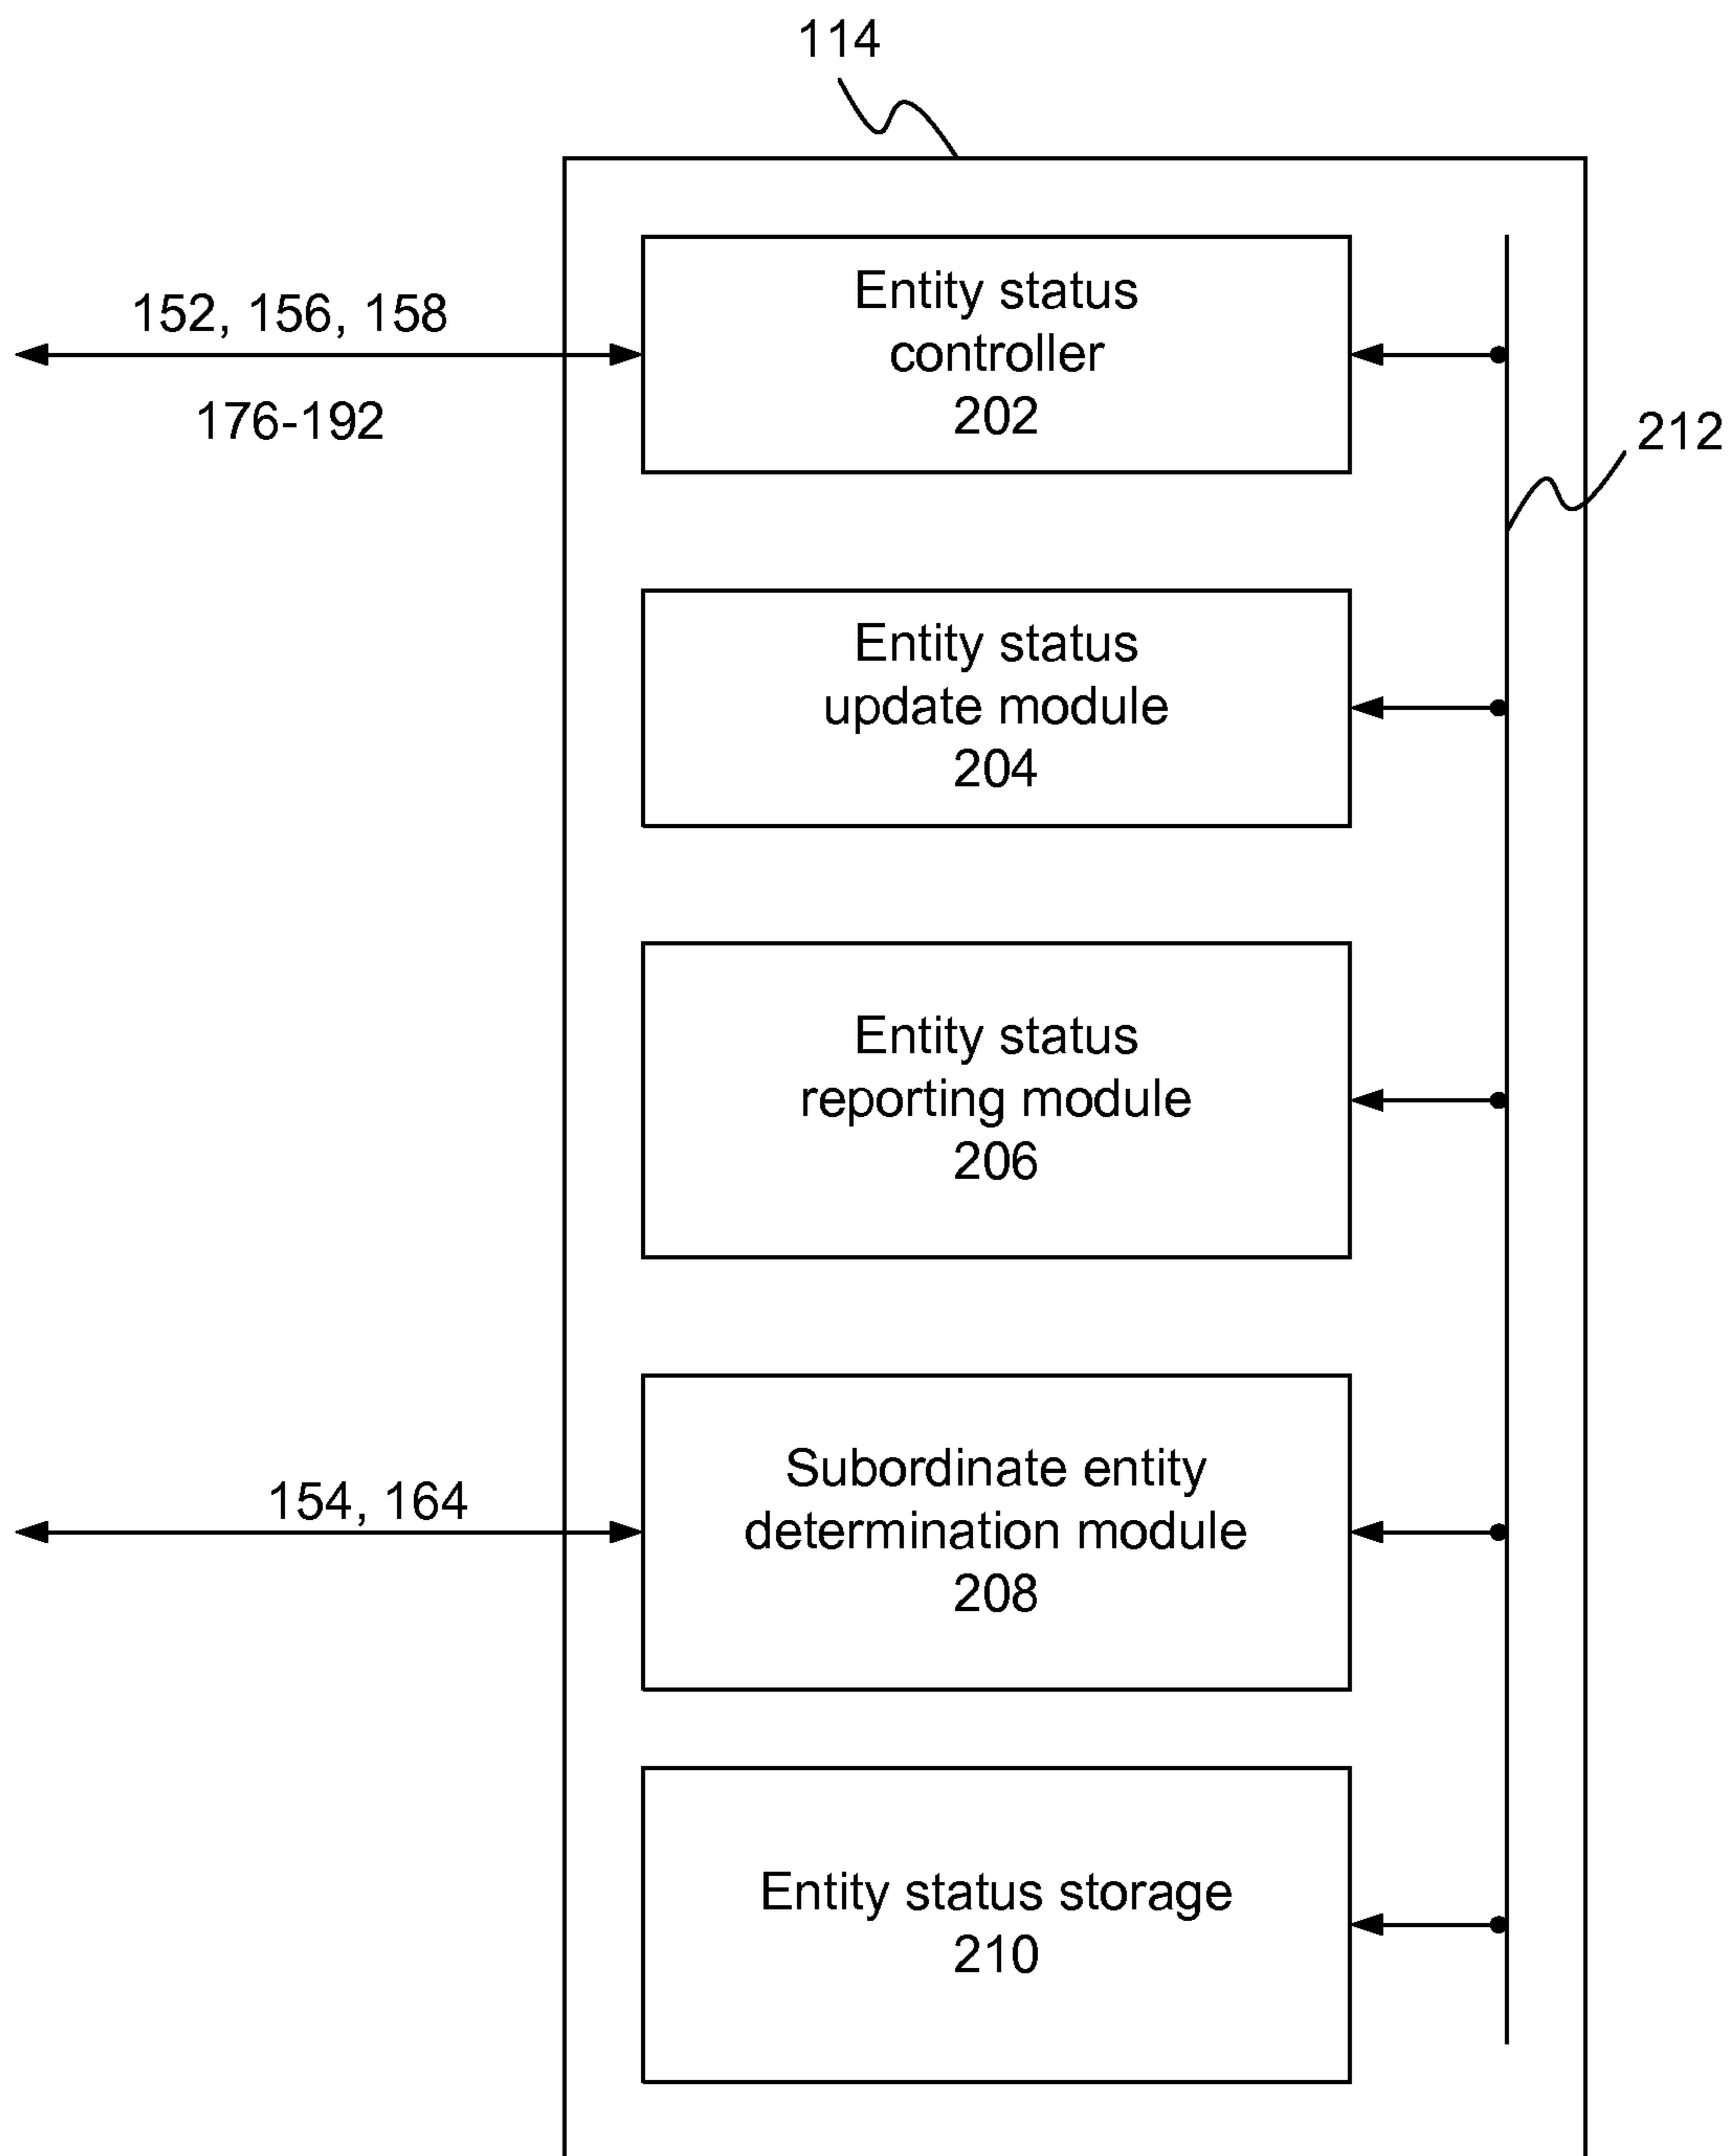 114
152, 156, 158
176-192
Entity status
controller
202
212
Entity status
update module
204
Entity status
reporting module
206
154, 164
Subordinate entity
determination module
208
Entity status storage
210